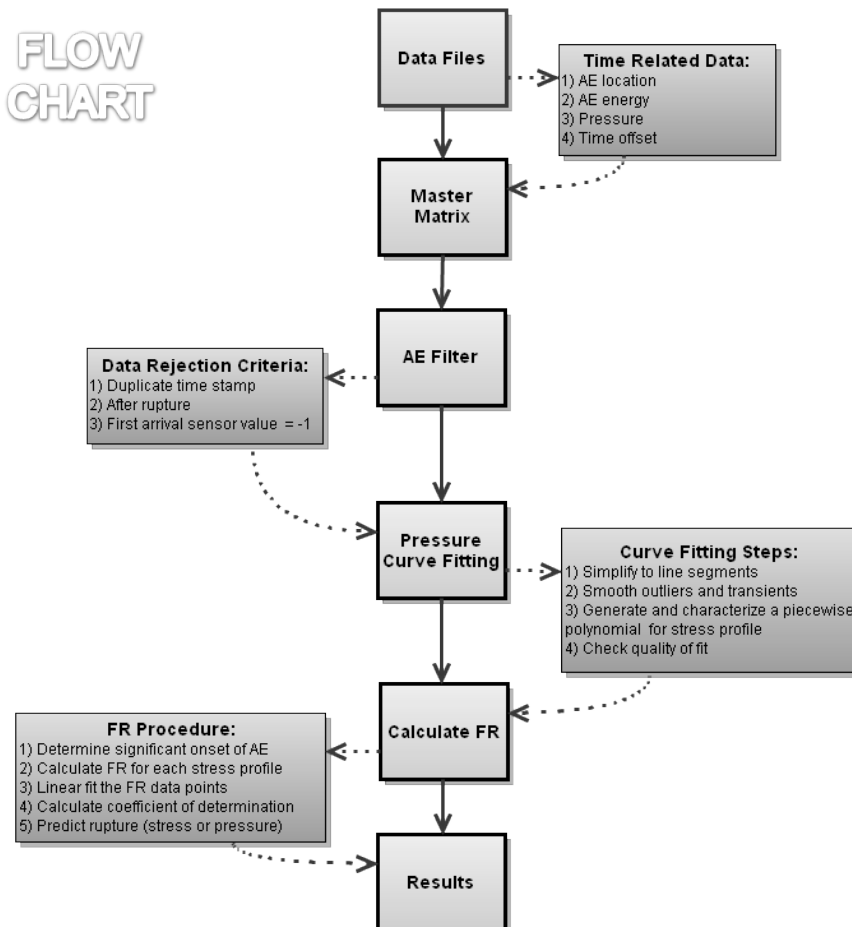 FLOW
CHART
Data Files
Time Related Data:
1) AE location
2) AE energy
3) Pressure
4) Time offset
Master
Matrix
AE Filter
Data Rejection Criteria:
1) Duplicate time stamp
2) After rupture
3) First arrival sensor value = -1
Pressure
Curve Fitting
Curve Fitting Steps:
1) Simplify to line segments
2) Smooth outliers and transients
3) Generate and characterize a piecewise
polynomial for stress profile
4) Check quality of fit
Calculate FR
FR Procedure:
1) Determine significant onset of AE
2) Calculate FR for each stress profile
3) Linear fit the FR data points
4) Calculate coefficient of determination
5) Predict rupture (stress or pressure)
Results